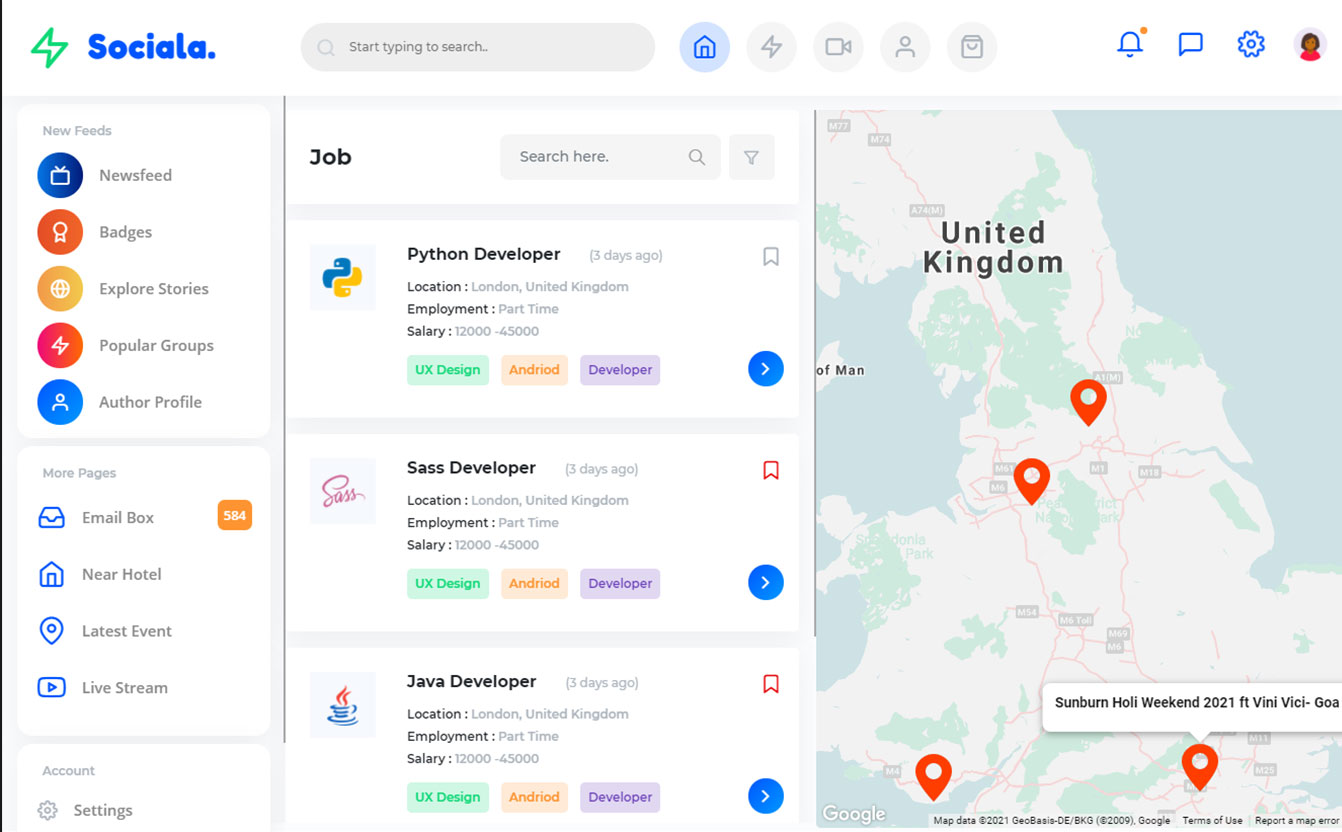 Sociala.
Start typing to search..
New Feeds
Newsfeed
Badges
Explore Stories
Popular Groups
Author Profile
More Pages
Email Box
584
Near Hotel
Latest Event
Live Stream
Account
Settings
Job
Search here.
Python Developer (3 days ago)
Location : London, United Kingdom
Employment : Part Time
Salary : 12000 -45000
UX Design Andriod Developer
Sass
Sass Developer (3 days ago)
Location : London, United Kingdom
Employment : Part Time
Salary : 12000 -45000
UX Design Andriod Developer
Java Developer (3 days ago)
Location : London, United Kingdom
Employment : Part Time
Salary : 12000 -45000
UX Design Andriod Developer
M77
M74
A74(M)
United
Kingdom
of Man
A1(M)
M61
M6
M1
M18
M54
M6 Toll
M69
M6
Sunburn Holi Weekend 2021 ft Vini Vici- Goa
M11
M4
M25
Google
Map data ©2021 GeoBasis-DE/BKG (©2009), Google
Terms of Use
Report a map error